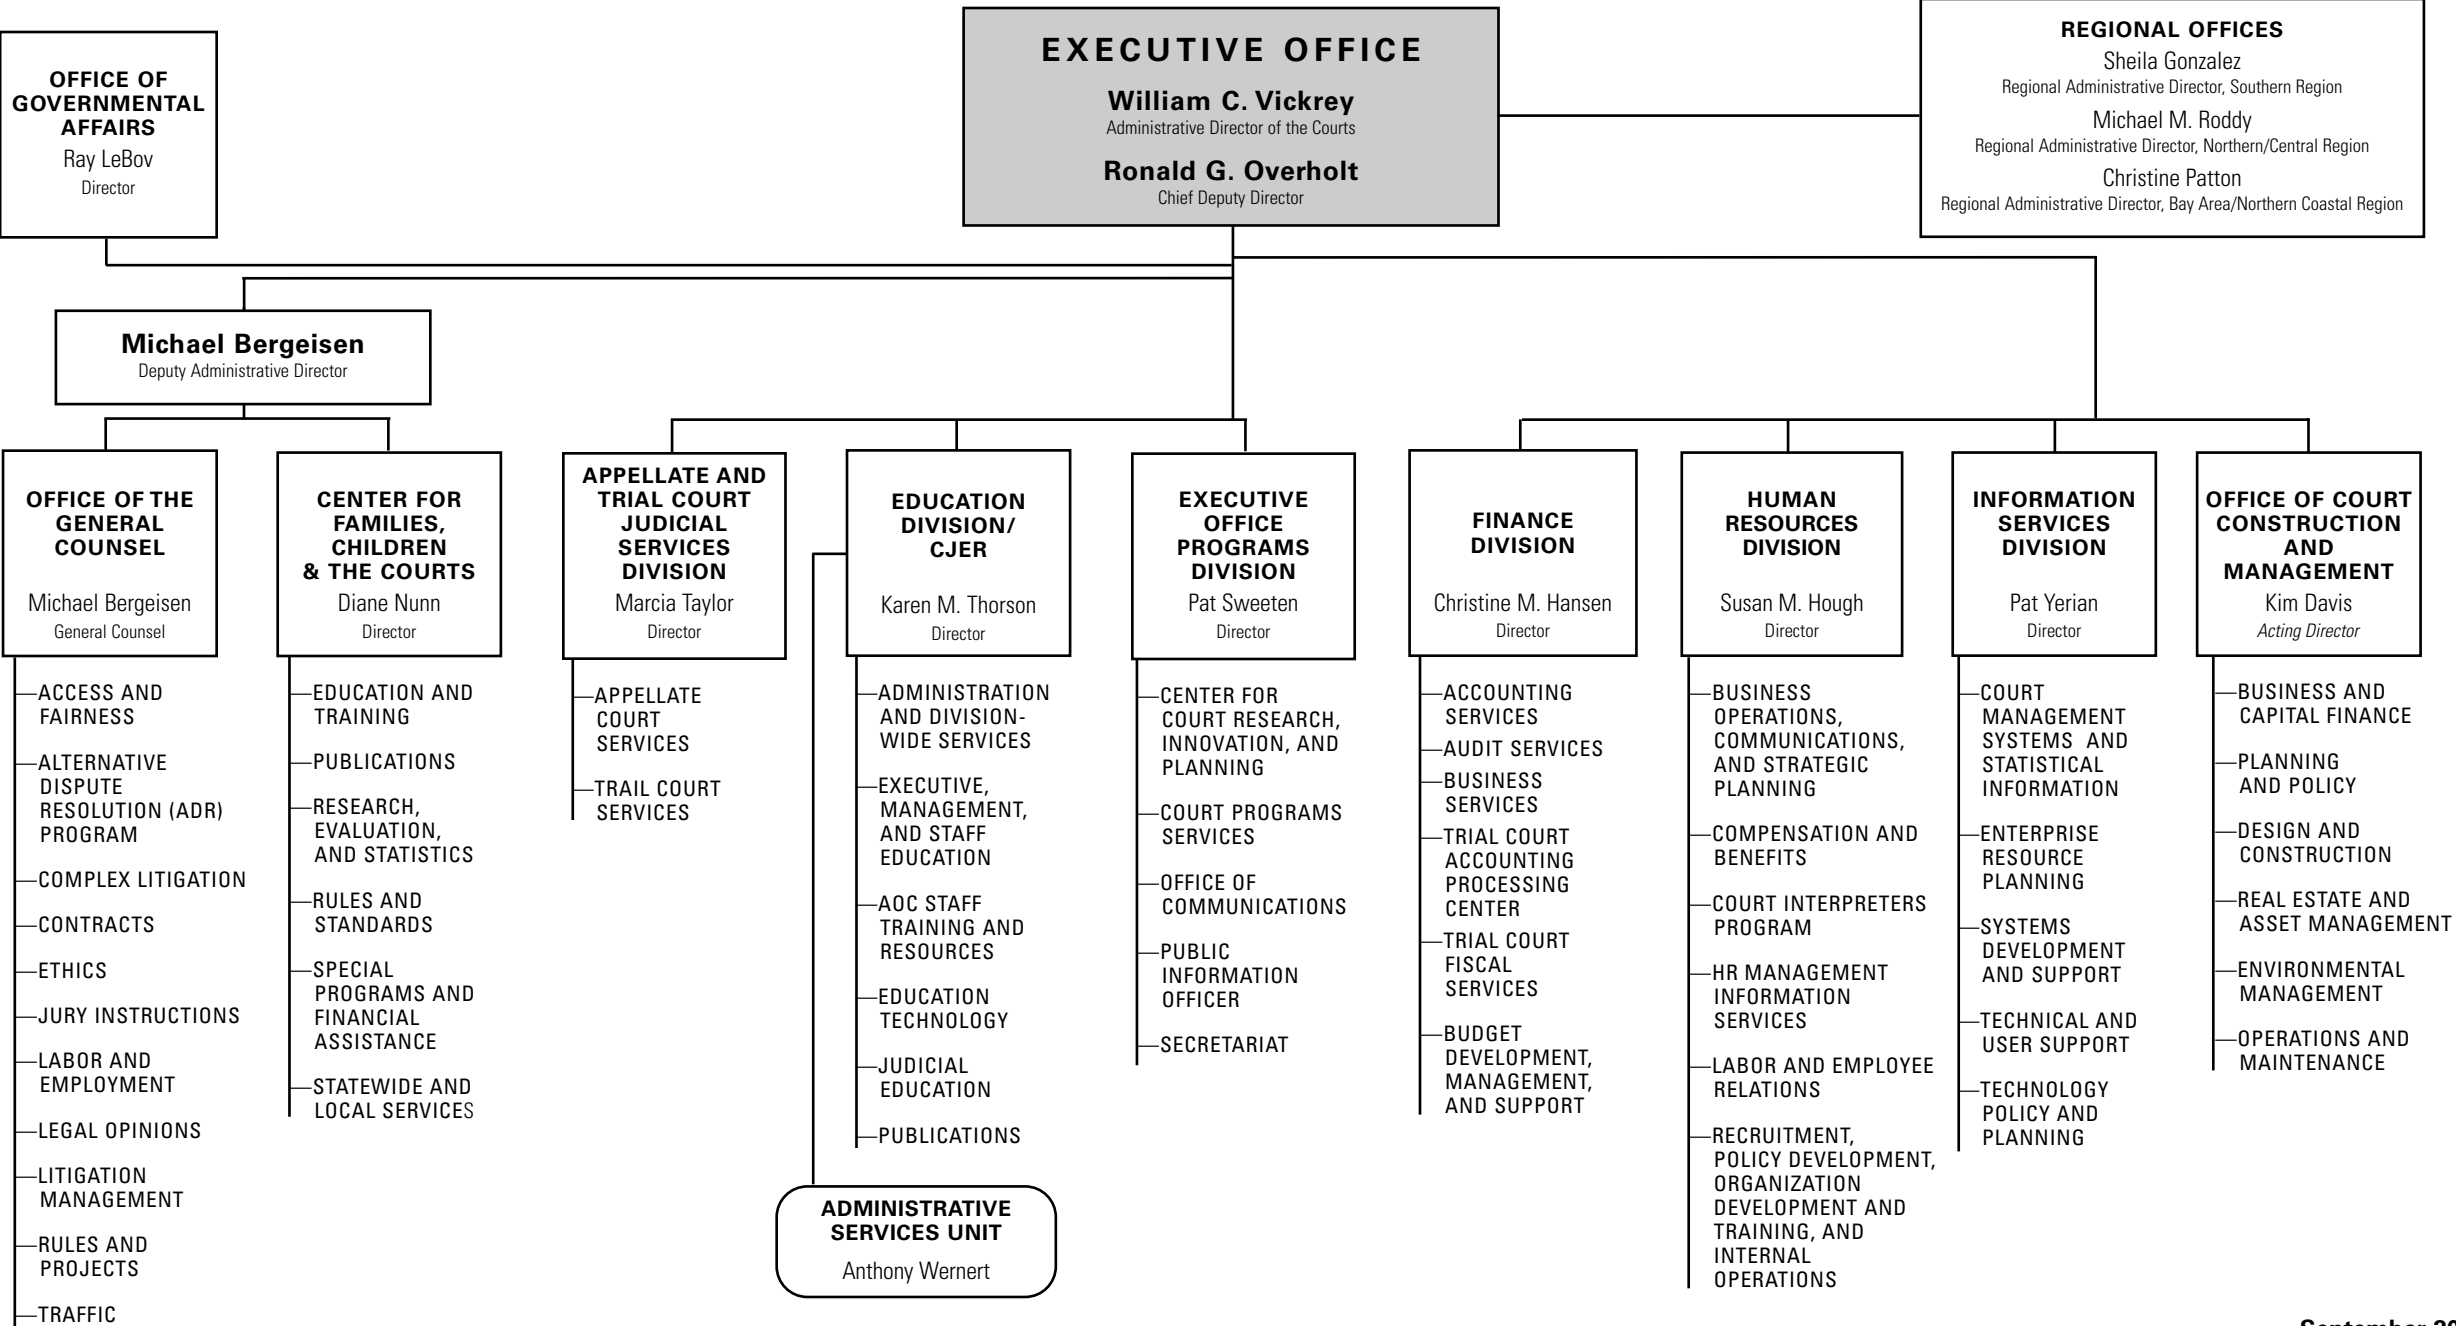 OFFICE OF
GOVERNMENTAL
AFFAIRS
Ray LeBov
Director
EXECUTIVE OFFICE
William C. Vickrey
Administrative Director of the Courts
Ronald G. Overholt
Chief Deputy Director
REGIONAL OFFICES
Sheila Gonzalez
Regional Administrative Director, Southern Region
Michael M. Roddy
Regional Administrative Director, Northern/Central Region
Christine Patton
Regional Administrative Director, Bay Area/Northern Coastal Region
Michael Bergeisen
Deputy Administrative Director
OFFICE OF THE
GENERAL
COUNSEL
Michael Bergeisen
General Counsel
ACCESS AND
FAIRNESS
ALTERNATIVE
DISPUTE
RESOLUTION (ADR)
PROGRAM
COMPLEX LITIGATION
CONTRACTS
ETHICS
JURY INSTRUCTIONS
LABOR AND
EMPLOYMENT
LEGAL OPINIONS
LITIGATION
MANAGEMENT
RULES AND
PROJECTS
TRAFFIC
CENTER FOR
FAMILIES,
CHILDREN
& THE COURTS
Diane Nunn
Director
EDUCATION AND
TRAINING
PUBLICATIONS
RESEARCH,
EVALUATION,
AND STATISTICS
RULES AND
STANDARDS
SPECIAL
PROGRAMS AND
FINANCIAL
ASSISTANCE
STATEWIDE AND
LOCAL SERVICES
APPELLATE AND
TRIAL COURT
JUDICIAL
SERVICES
DIVISION
Marcia Taylor
Director
APPELLATE
COURT
SERVICES
TRAIL COURT
SERVICES
EDUCATION
DIVISION/
CJER
Karen M. Thorson
Director
ADMINISTRATION
AND DIVISION-
WIDE SERVICES
EXECUTIVE,
MANAGEMENT,
AND STAFF
EDUCATION
AOC STAFF
TRAINING AND
RESOURCES
EDUCATION
TECHNOLOGY
JUDICIAL
EDUCATION
PUBLICATIONS
ADMINISTRATIVE
SERVICES UNIT
Anthony Wernert
EXECUTIVE
OFFICE
PROGRAMS
DIVISION
Pat Sweeten
Director
CENTER FOR
COURT RESEARCH,
INNOVATION, AND
PLANNING
COURT PROGRAMS
SERVICES
OFFICE OF
COMMUNICATIONS
PUBLIC
INFORMATION
OFFICER
SECRETARIAT
FINANCE
DIVISION
Christine M. Hansen
Director
ACCOUNTING
SERVICES
AUDIT SERVICES
BUSINESS
SERVICES
TRIAL COURT
ACCOUNTING
PROCESSING
CENTER
TRIAL COURT
FISCAL
SERVICES
BUDGET
DEVELOPMENT,
MANAGEMENT,
AND SUPPORT
HUMAN
RESOURCES
DIVISION
Susan M. Hough
Director
BUSINESS
OPERATIONS,
COMMUNICATIONS,
AND STRATEGIC
PLANNING
COMPENSATION AND
BENEFITS
COURT INTERPRETERS
PROGRAM
HR MANAGEMENT
INFORMATION
SERVICES
LABOR AND EMPLOYEE
RELATIONS
RECRUITMENT,
POLICY DEVELOPMENT,
ORGANIZATION
DEVELOPMENT AND
TRAINING, AND
INTERNAL
OPERATIONS
INFORMATION
SERVICES
DIVISION
Pat Yerian
Director
COURT
MANAGEMENT
SYSTEMS AND
STATISTICAL
INFORMATION
ENTERPRISE
RESOURCE
PLANNING
SYSTEMS
DEVELOPMENT
AND SUPPORT
TECHNICAL AND
USER SUPPORT
TECHNOLOGY
POLICY AND
PLANNING
OFFICE OF COURT
CONSTRUCTION
AND
MANAGEMENT
Kim Davis
Acting Director
BUSINESS AND
CAPITAL FINANCE
PLANNING
AND POLICY
DESIGN AND
CONSTRUCTION
REAL ESTATE AND
ASSET MANAGEMENT
ENVIRONMENTAL
MANAGEMENT
OPERATIONS AND
MAINTENANCE
September